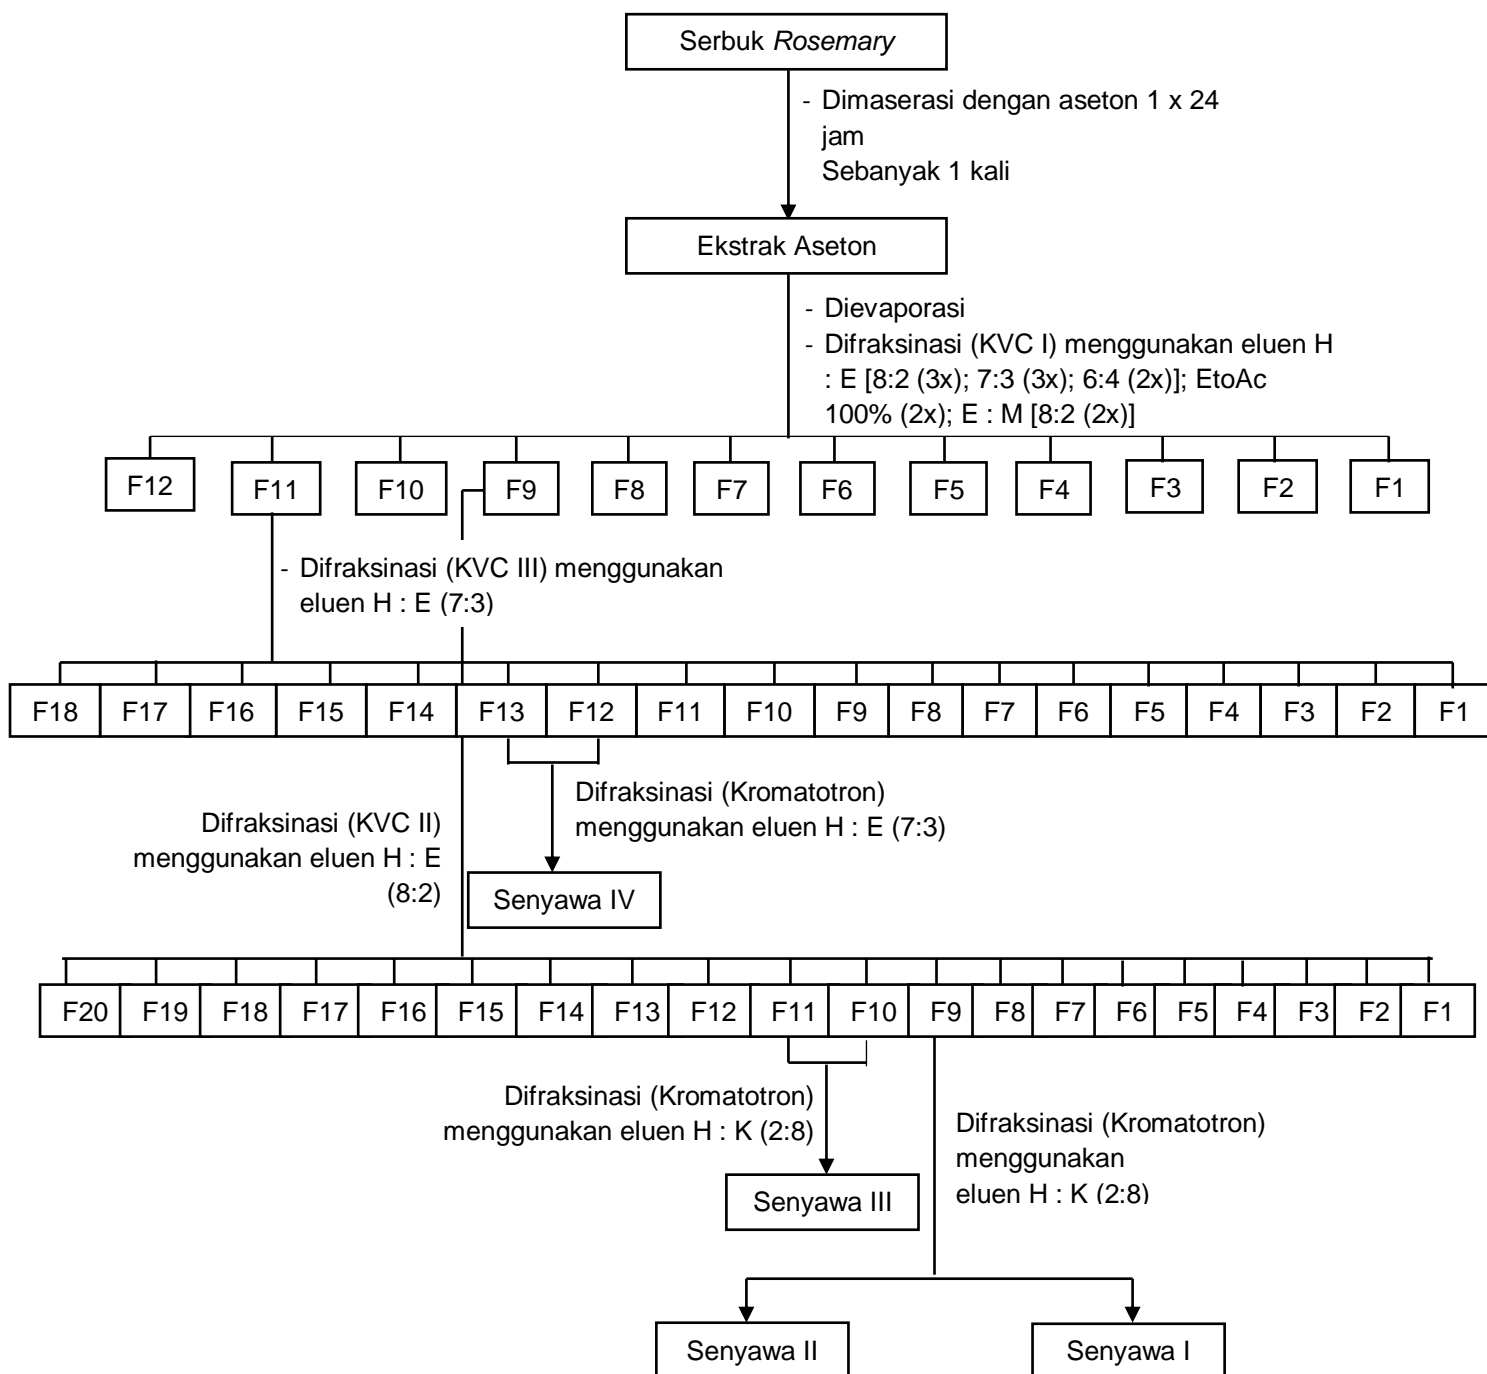 Serbuk Rosemary
- Dimaserasi dengan aseton 1 x 24
jam
Sebanyak 1 kali
Ekstrak Aseton
- Dievaporasi
- Difraksinasi (KVC I) menggunakan eluen H
: E [8:2 (3x); 7:3 (3x); 6:4 (2x)]; EtoAc
100% (2x); E : M [8:2 (2x)]
F12 F11 F10 F9 F8 F7 F6 F5 F4 F3 F2 F1
- Difraksinasi (KVC III) menggunakan
eluen H : E (7:3)
F18 F17 F16 F15 F14 F13 F12 F11 F10 F9 F8 F7 F6 F5 F4 F3 F2 F1
Difraksinasi (Kromatotron)
menggunakan eluen H : E (7:3)
Difraksinasi (KVC II)
menggunakan eluen H : E
(8:2)
Senyawa IV
F20 F19 F18 F17 F16 F15 F14 F13 F12 F11 F10 F9 F8 F7 F6 F5 F4 F3 F2 F1
Difraksinasi (Kromatotron)
menggunakan eluen H : K (2:8)
Difraksinasi (Kromatotron)
menggunakan
eluen H : K (2:8)
Senyawa III
Senyawa II
Senyawa I